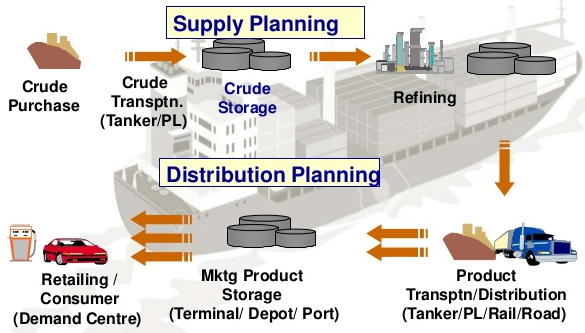 Supply Planning
Crude
Purchase
Crude
Transptn.
(Tanker/PL)
Crude
Storage
Refining
Distribution Planning
Retailing /
Consumer
(Demand Centre)
Mktg Product
Storage
(Terminal/ Depot/ Port)
Product
Transptn/Distribution
(Tanker/PL/Rail/Road)